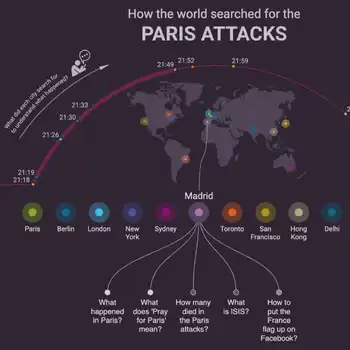 How the world searched for the
PARIS ATTACKS
What did each city search for
to understand what happened?
21:49
21:52
21:59
21:33
21:30
21:26
21:19
21:18
Madrid
Paris
Berlin
London
New
York
Sydney
Toronto
San
Francisco
Hong
Kong
Delhi
What
happened
in Paris?
What
does 'Pray
for Paris'
mean?
How many
died in
the Paris
attacks?
What
is ISIS?
How to
put the
France
flag up on
Facebook?